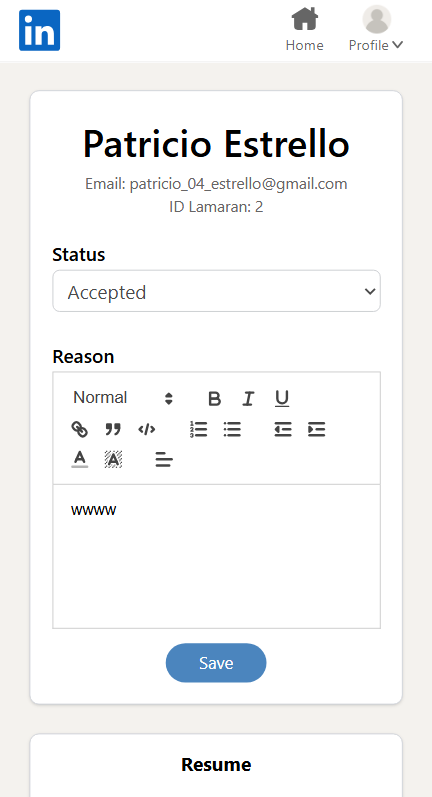 in
Home
Profile
Patricio Estrello
Email: patricio_04_estrello@gmail.com
ID Lamaran: 2
Status
Accepted
Reason
Normal B I U
A A
wwww
Save
Resume